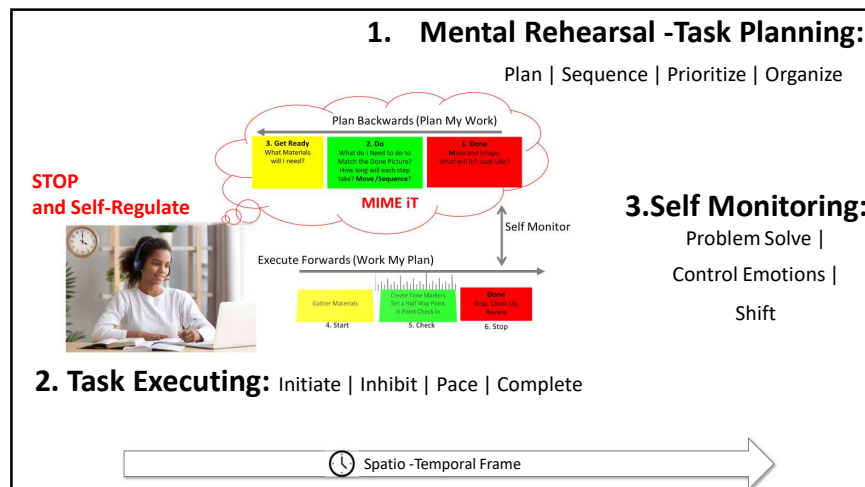 1. Mental Rehearsal -Task Planning:
Plan | Sequence | Prioritize | Organize
Plan Backwards (Plan My Work)
3. Get Ready
What Materials
will I need?
2. Do
What do I Need to do to
Match the Done Picture?
How long will each step
take? Move /Sequence?
1. Done
Make and Image:
What will it/I Look Like?
MIME iT
STOP
and Self-Regulate
Self Monitor
3.Self Monitoring:
Problem Solve |
Control Emotions |
Shift
Execute Forwards (Work My Plan)
Gather Materials
4. Start
Create Time Markers
Set a Half Way Point
½ Point Check In
5. Check
Done
Stop, Clean Up,
Review
6. Stop
2. Task Executing: Initiate | Inhibit | Pace | Complete
Spatio -Temporal Frame